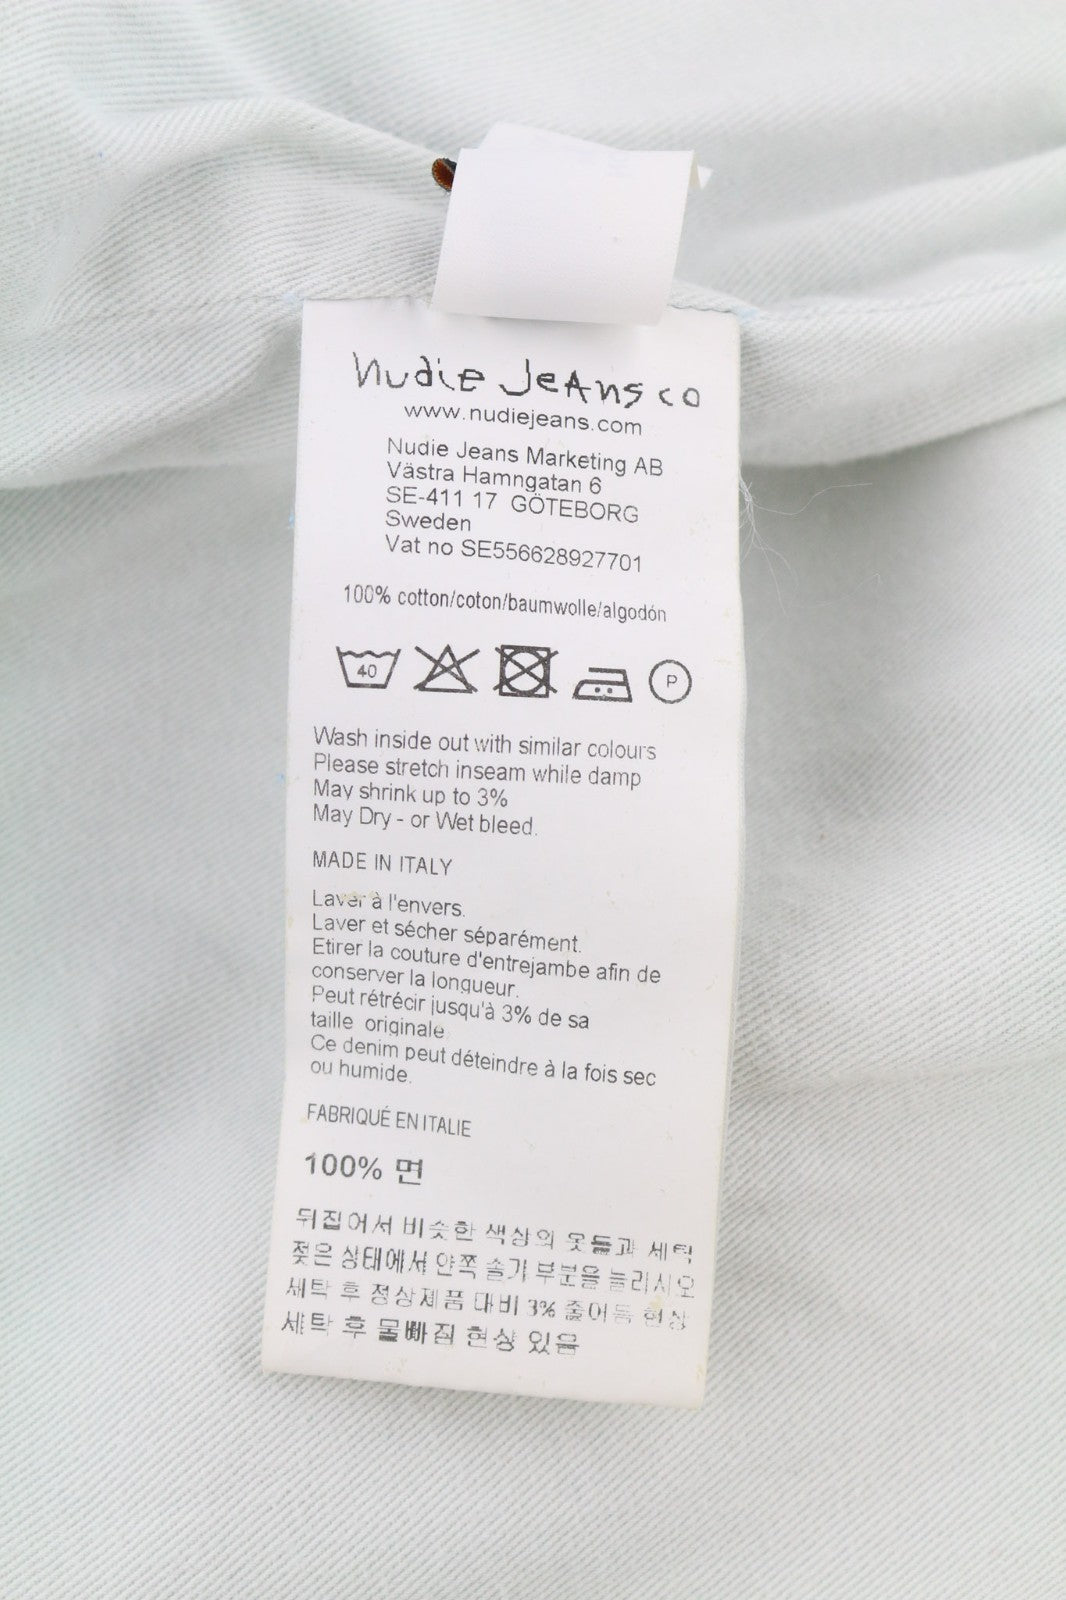 Nudie Jeans co
www.nudiejeans.com
Nudie Jeans Marketing AB
Västra Hamngatan 6
SE-411 17 GÖTEBORG
Sweden
Vat no SE556628927701
100% cotton/coton/baumwolle/algodón
40 P
Wash inside out with similar colours
Please stretch inseam while damp
May shrink up to 3%
May Dry - or Wet bleed.
MADE IN ITALY
Laver à l'envers.
Laver et sécher séparément.
Etirer la couture d'entrejambe afin de
conserver la longueur.
Peut rétrécir jusqu'à 3% de sa
taille originale
Ce denim peut déteindre à la fois sec
ou humide.
FABRIQUÉ EN ITALIE
100% 면
뒤집어서 비슷한 색상의 옷들과 세탁
젖은 상태에서 안쪽 솔기 부분을 늘리시오
세탁 후 정상제품 대비 3% 줄어듬 현상
세탁 후 물빠짐 현상 있음